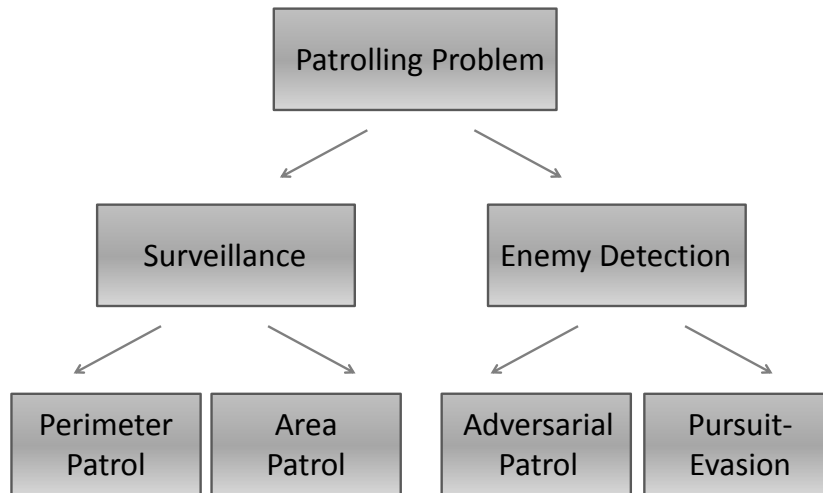 Patrolling Problem
Surveillance
Enemy Detection
Perimeter
Patrol
Area
Patrol
Adversarial
Patrol
Pursuit-
Evasion